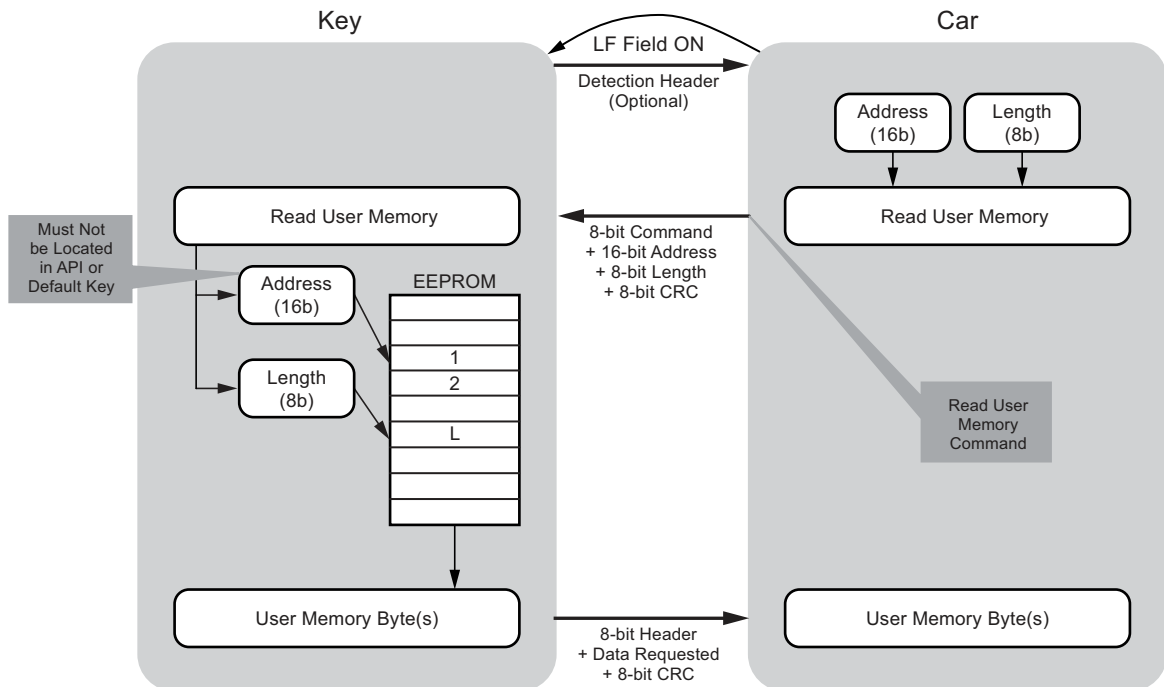 Key
Car
LF Field ON
Detection Header
(Optional)
Address
(16b)
Length
(8b)
Read User Memory
Read User Memory
8-bit Command
+ 16-bit Address
+ 8-bit Length
+ 8-bit CRC
Must Not
be Located
in API or
Default Key
Address
(16b)
EEPROM
1
2
L
Length
(8b)
Read User
Memory
Command
User Memory Byte(s)
8-bit Header
+ Data Requested
+ 8-bit CRC
User Memory Byte(s)